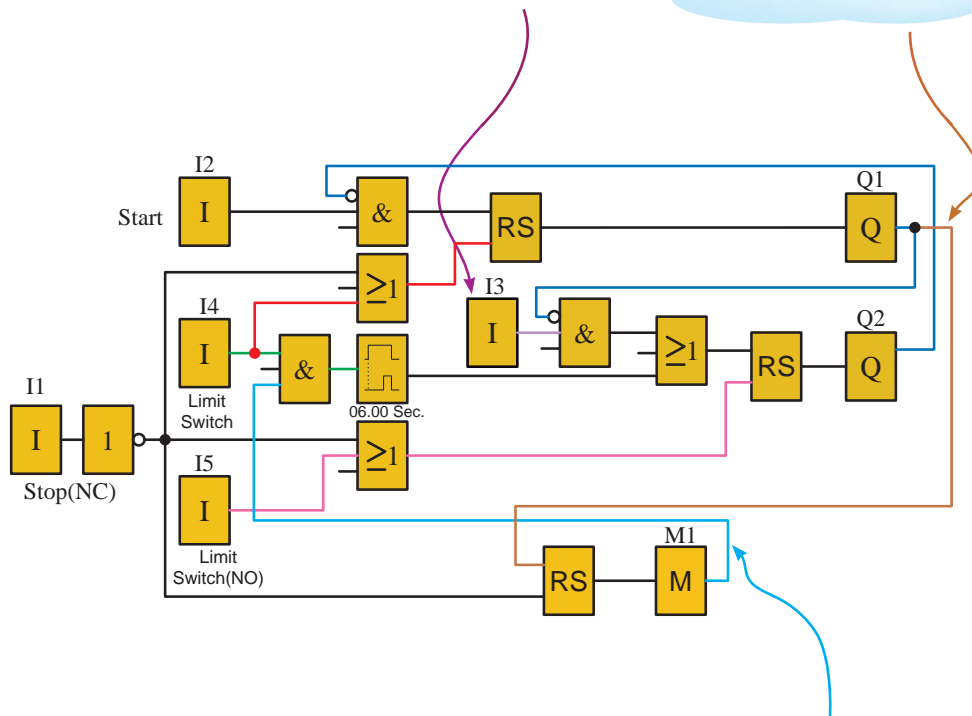 I2
I
Start
&
RS
Q1
Q
≥1
I3
I
&
≥1
RS
Q2
Q
I4
I
Limit
Switch
&
06.00 Sec.
I1
I
1
Stop(NC)
≥1
I5
I
Limit
Switch(NO)
RS
M1
M